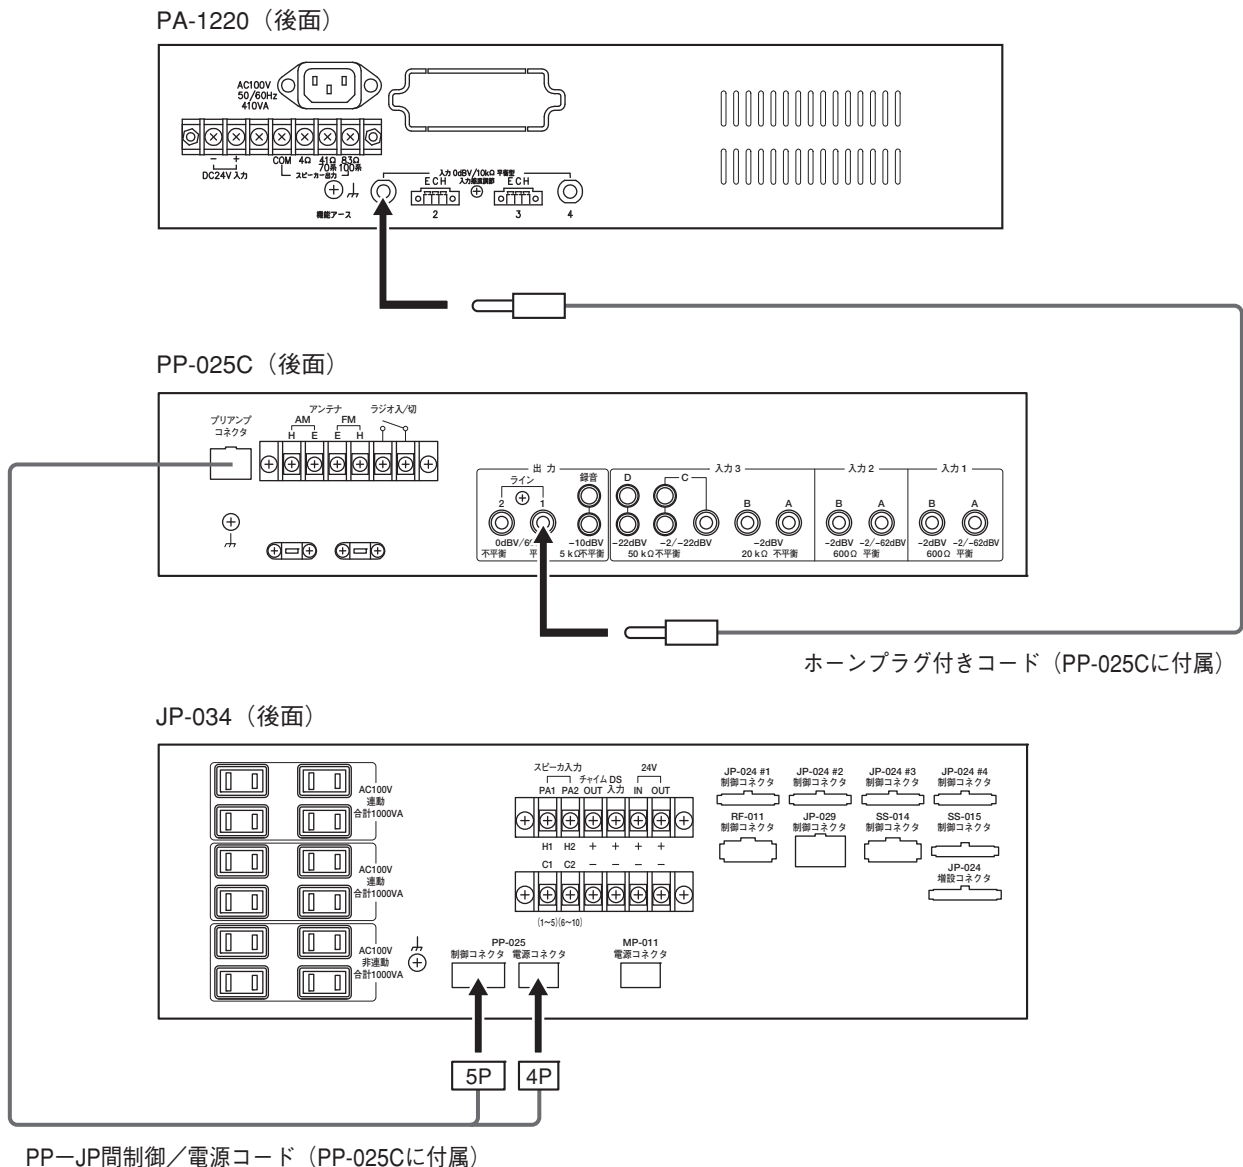 PA-1220（後面）
AC100V
50/60Hz
410VA
− +
DC24V 入力
COM 4Ω 41Ω 83Ω
70系 100系
スピーカー出力
機能アース
入力 0dBV/10kΩ 平衡型
E C H 入力感度調節 E C H
2 3 4
PP-025C（後面）
プリアンプ
コネクタ
アンテナ ラジオ入/切
AM FM
H E E H
出 力 入力 3 入力 2 入力 1
ライン 録音 D C
2 1 B A B A B A
0dBV/6 −10dBV −22dBV −2/−22dBV −2dBV −2dBV −2/−62dBV −2dBV −2/−62dBV
不平衡 平 5 kΩ不平衡 50 kΩ不平衡 20 kΩ 不平衡 600Ω 平衡 600Ω 平衡
ホーンプラグ付きコード（PP-025Cに付属）
JP-034（後面）
AC100V
連動
合計1000VA
AC100V
連動
合計1000VA
AC100V
非連動
合計1000VA
スピーカ入力 24V
チャイム DS
PA1 PA2 OUT 入力 IN OUT
H1 H2 + + + +
C1 C2 − − − −
(1〜5)(6〜10)
JP-024 #1 JP-024 #2 JP-024 #3 JP-024 #4
制御コネクタ 制御コネクタ 制御コネクタ 制御コネクタ
RF-011 JP-029 SS-014 SS-015
制御コネクタ 制御コネクタ 制御コネクタ 制御コネクタ
JP-024
増設コネクタ
PP-025 MP-011
制御コネクタ 電源コネクタ 電源コネクタ
5P 4P
PP−JP間制御／電源コード（PP-025Cに付属）